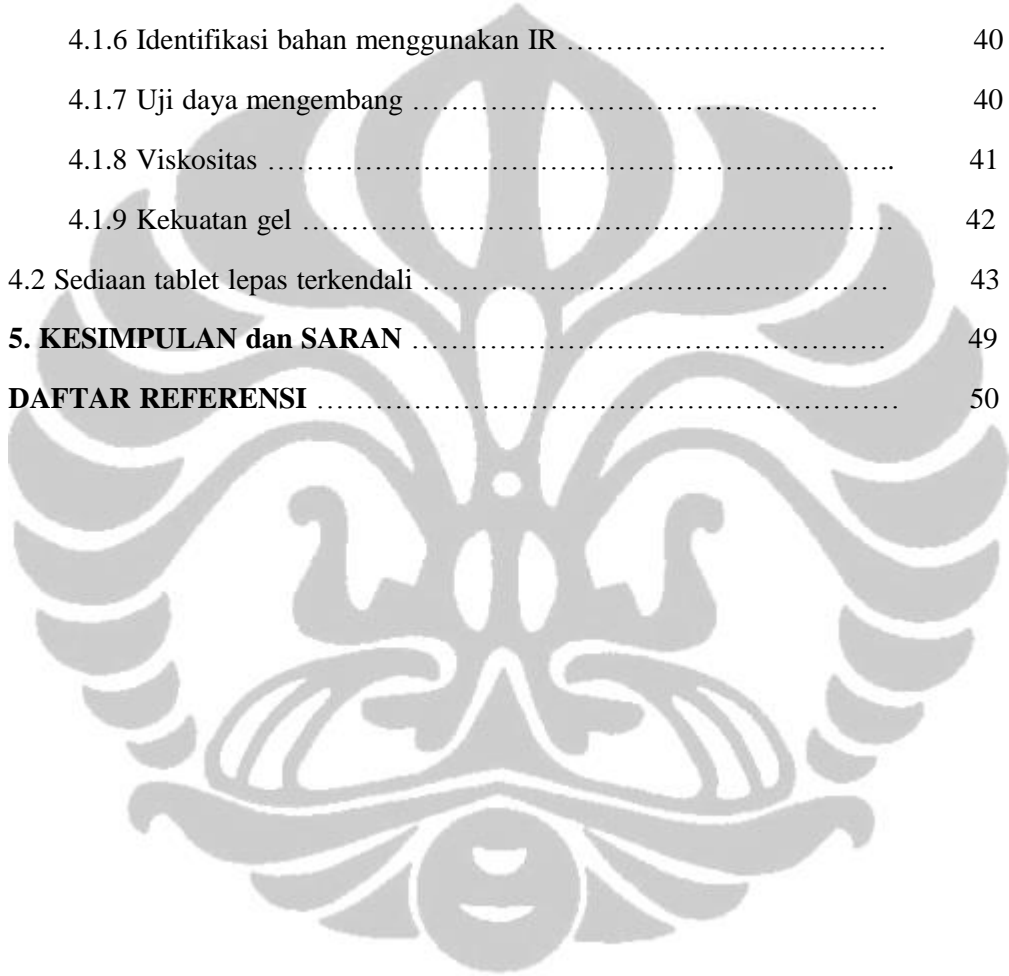 4.1.6 Identifikasi bahan menggunakan IR …………………………… 40
4.1.7 Uji daya mengembang ………………………………………… 40
4.1.8 Viskositas ……………………………………………………….. 41
4.1.9 Kekuatan gel ……………………………………………………. 42
4.2 Sediaan tablet lepas terkendali ………………………………………… 43
5. KESIMPULAN dan SARAN …………………………………………. 49
DAFTAR REFERENSI …………………………………………………… 50